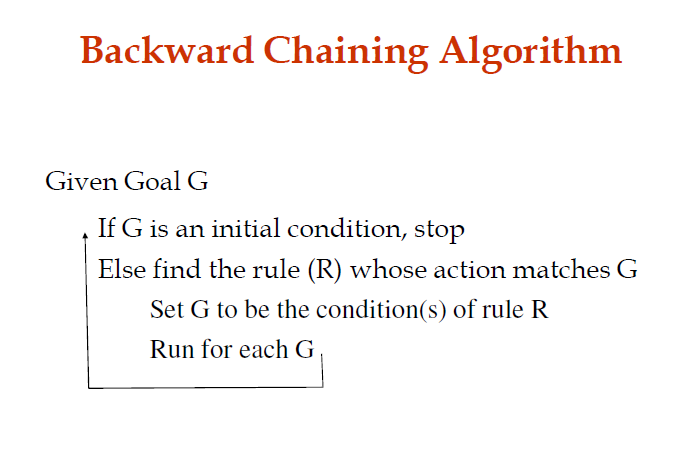 Backward Chaining Algorithm
Given Goal G
If G is an initial condition, stop
Else find the rule (R) whose action matches G
Set G to be the condition(s) of rule R
Run for each G